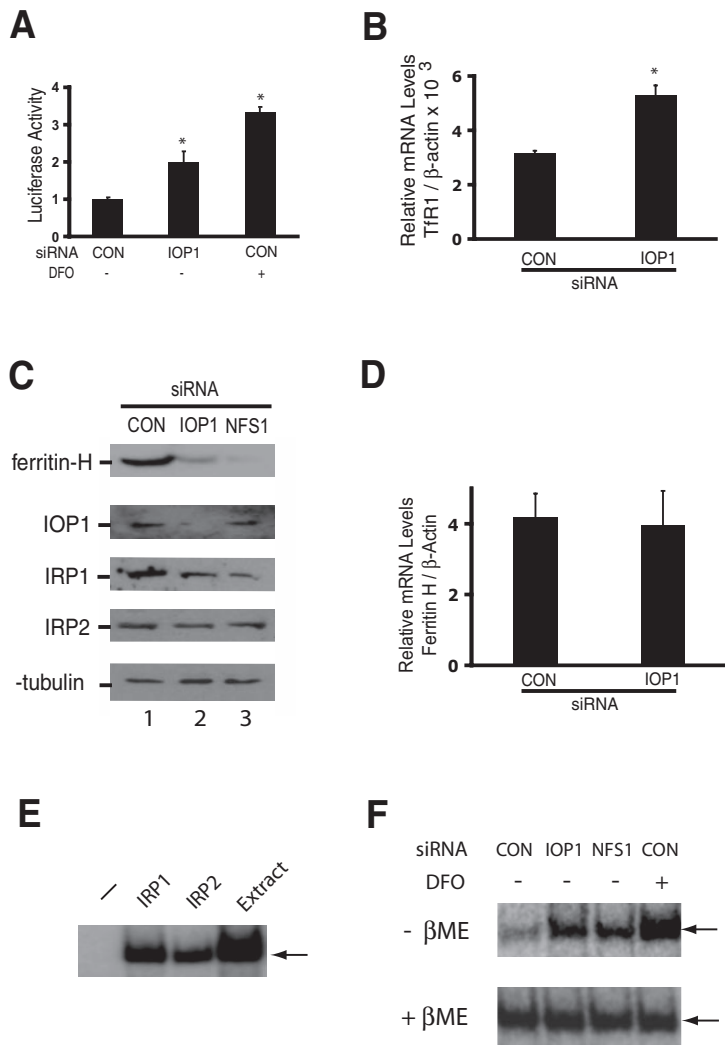 A
Luciferase Activity
4
3
2
1
0
siRNA CON IOP1 CON
DFO - - +
* *
B
Relative mRNA Levels
TfR1 / β-actin x 10 3
6
4
2
0
*
CON IOP1
siRNA
C
siRNA
CON IOP1 NFS1
ferritin-H
IOP1
IRP1
IRP2
-tubulin
1 2 3
D
Relative mRNA Levels
Ferritin H / β-Actin
4
2
0
CON IOP1
siRNA
E
— IRP1 IRP2 Extract
F
siRNA CON IOP1 NFS1 CON
DFO - - - +
- βME
+ βME